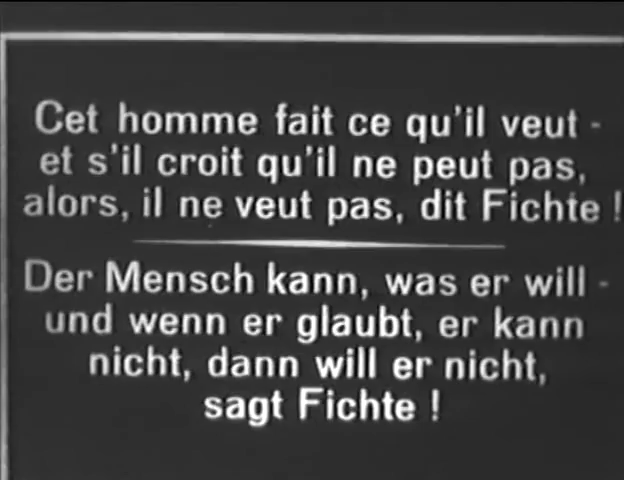 Cet homme fait ce qu'il veut -
et s'il croit qu'il ne peut pas,
alors, il ne veut pas, dit Fichte !
Der Mensch kann, was er will -
und wenn er glaubt, er kann
nicht, dann will er nicht,
sagt Fichte !